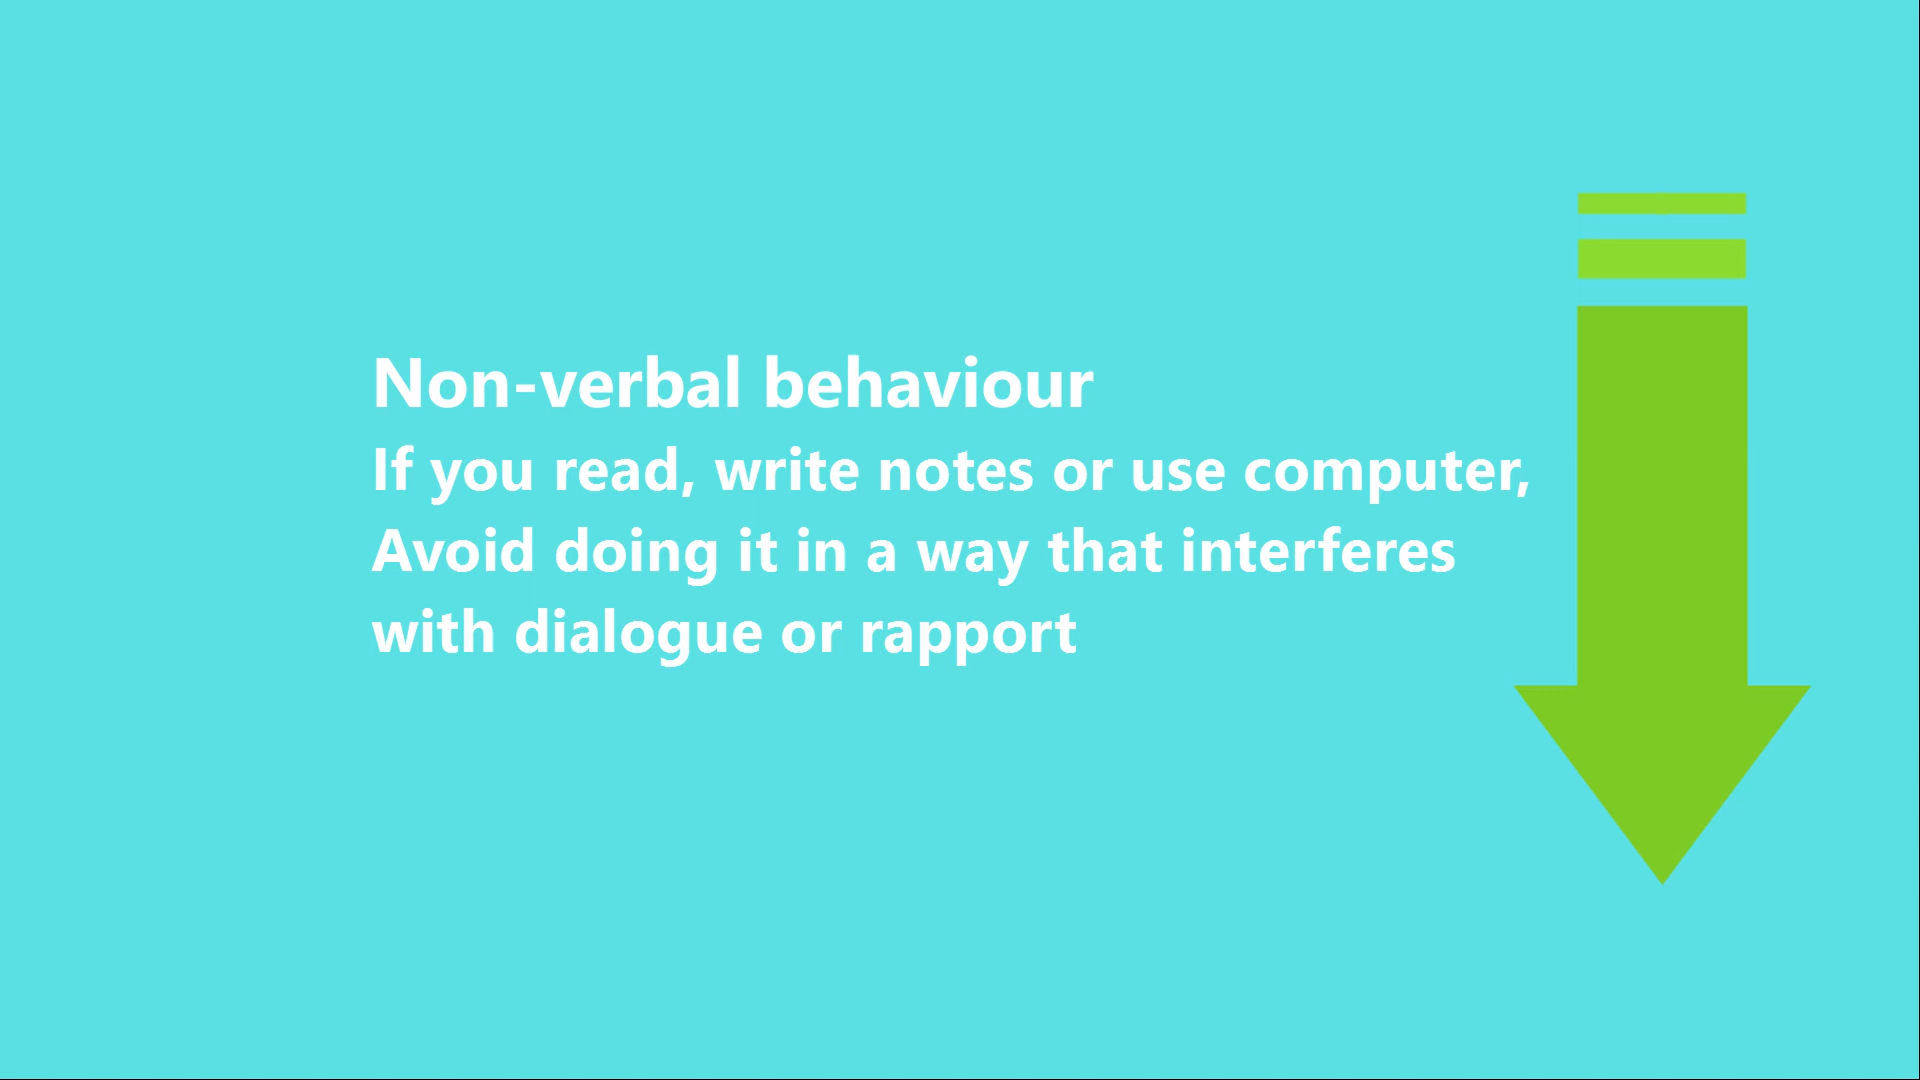 Non-verbal behaviour
If you read, write notes or use computer,
Avoid doing it in a way that interferes
with dialogue or rapport